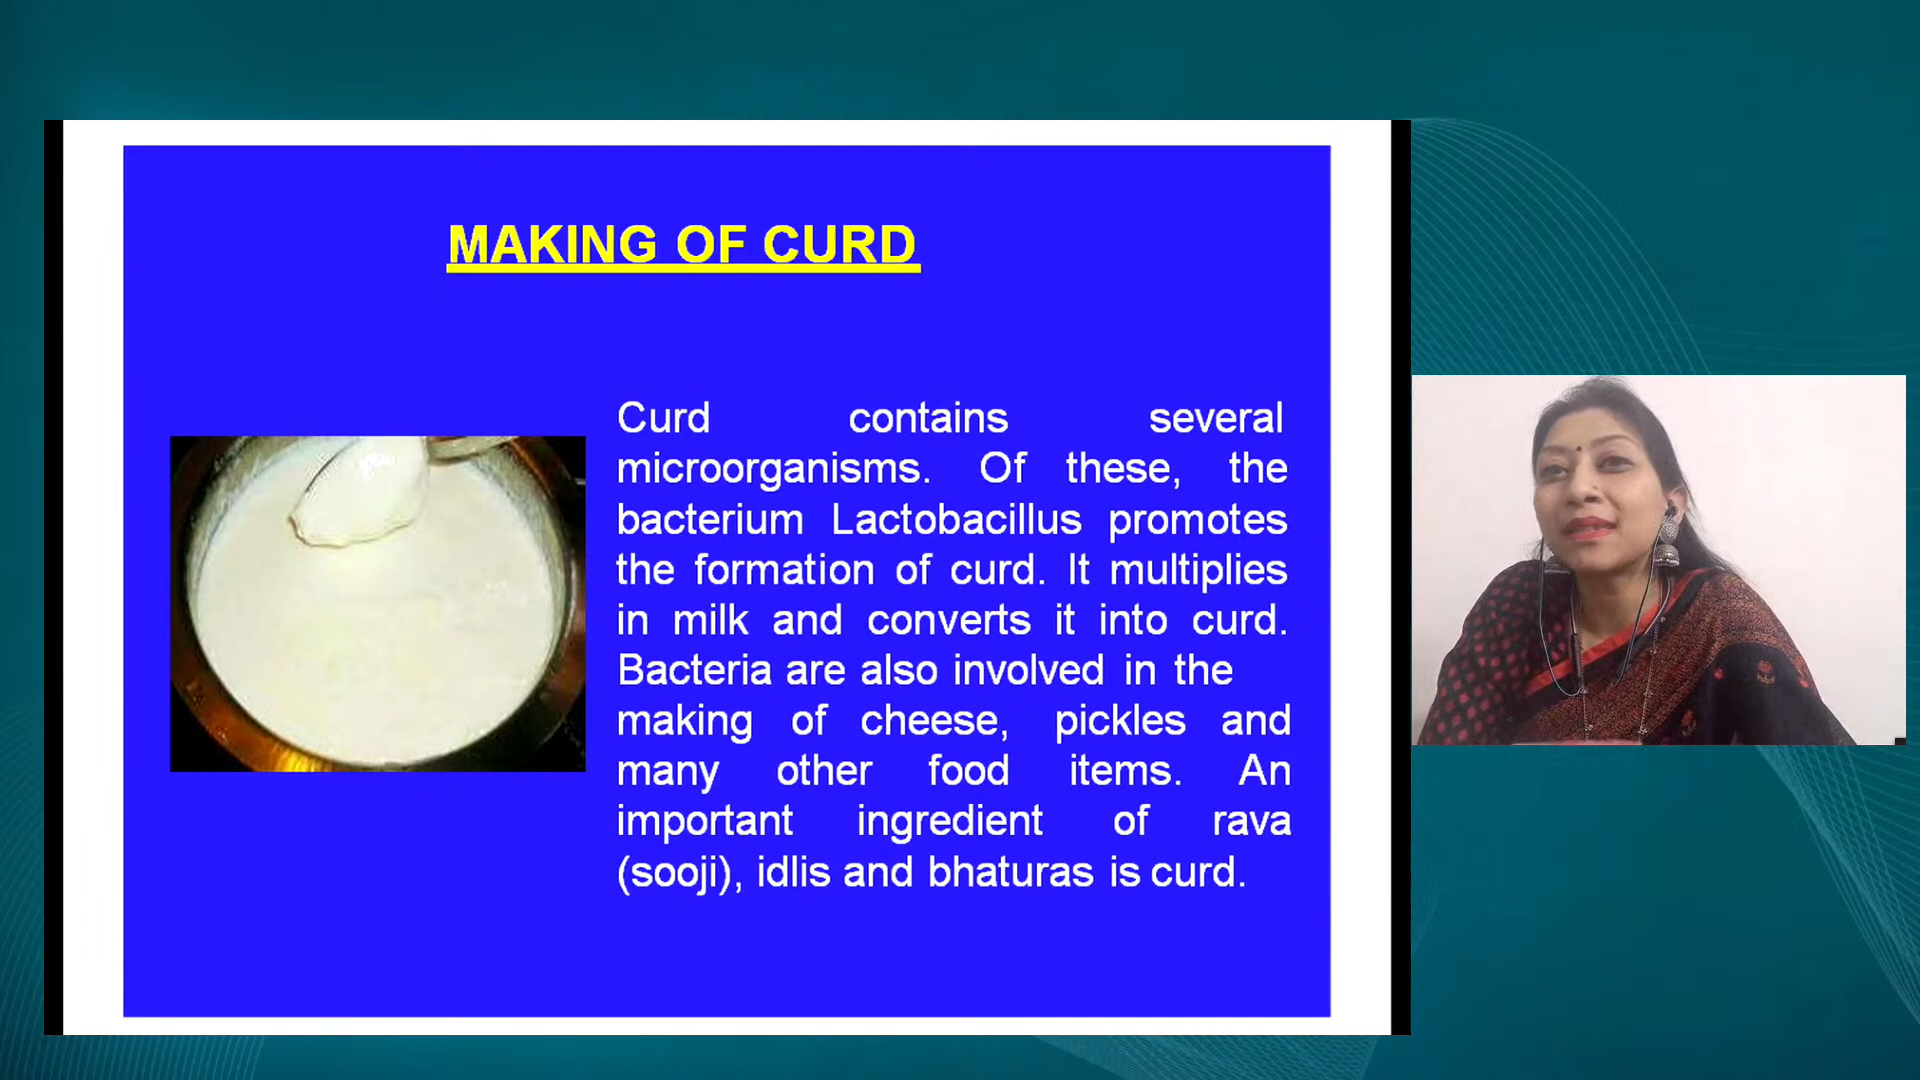 MAKING OF CURD
Curd contains several
microorganisms. Of these, the
bacterium Lactobacillus promotes
the formation of curd. It multiplies
in milk and converts it into curd.
Bacteria are also involved in the
making of cheese, pickles and
many other food items. An
important ingredient of rava
(sooji), idlis and bhaturas is curd.